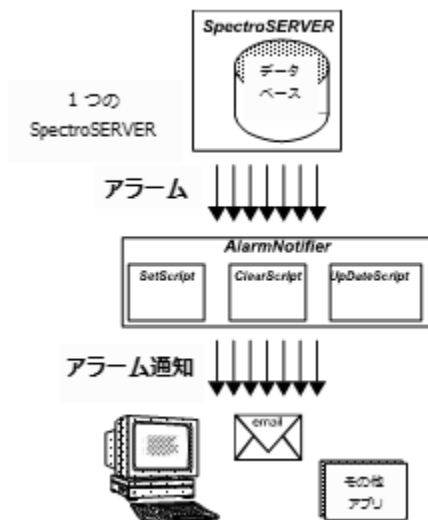 SpectroSERVER
データ
ベース
1 つの
SpectroSERVER
アラーム
AlarmNotifier
SetScript
ClearScript
UpDateScript
アラーム通知
email
その他
アプリ